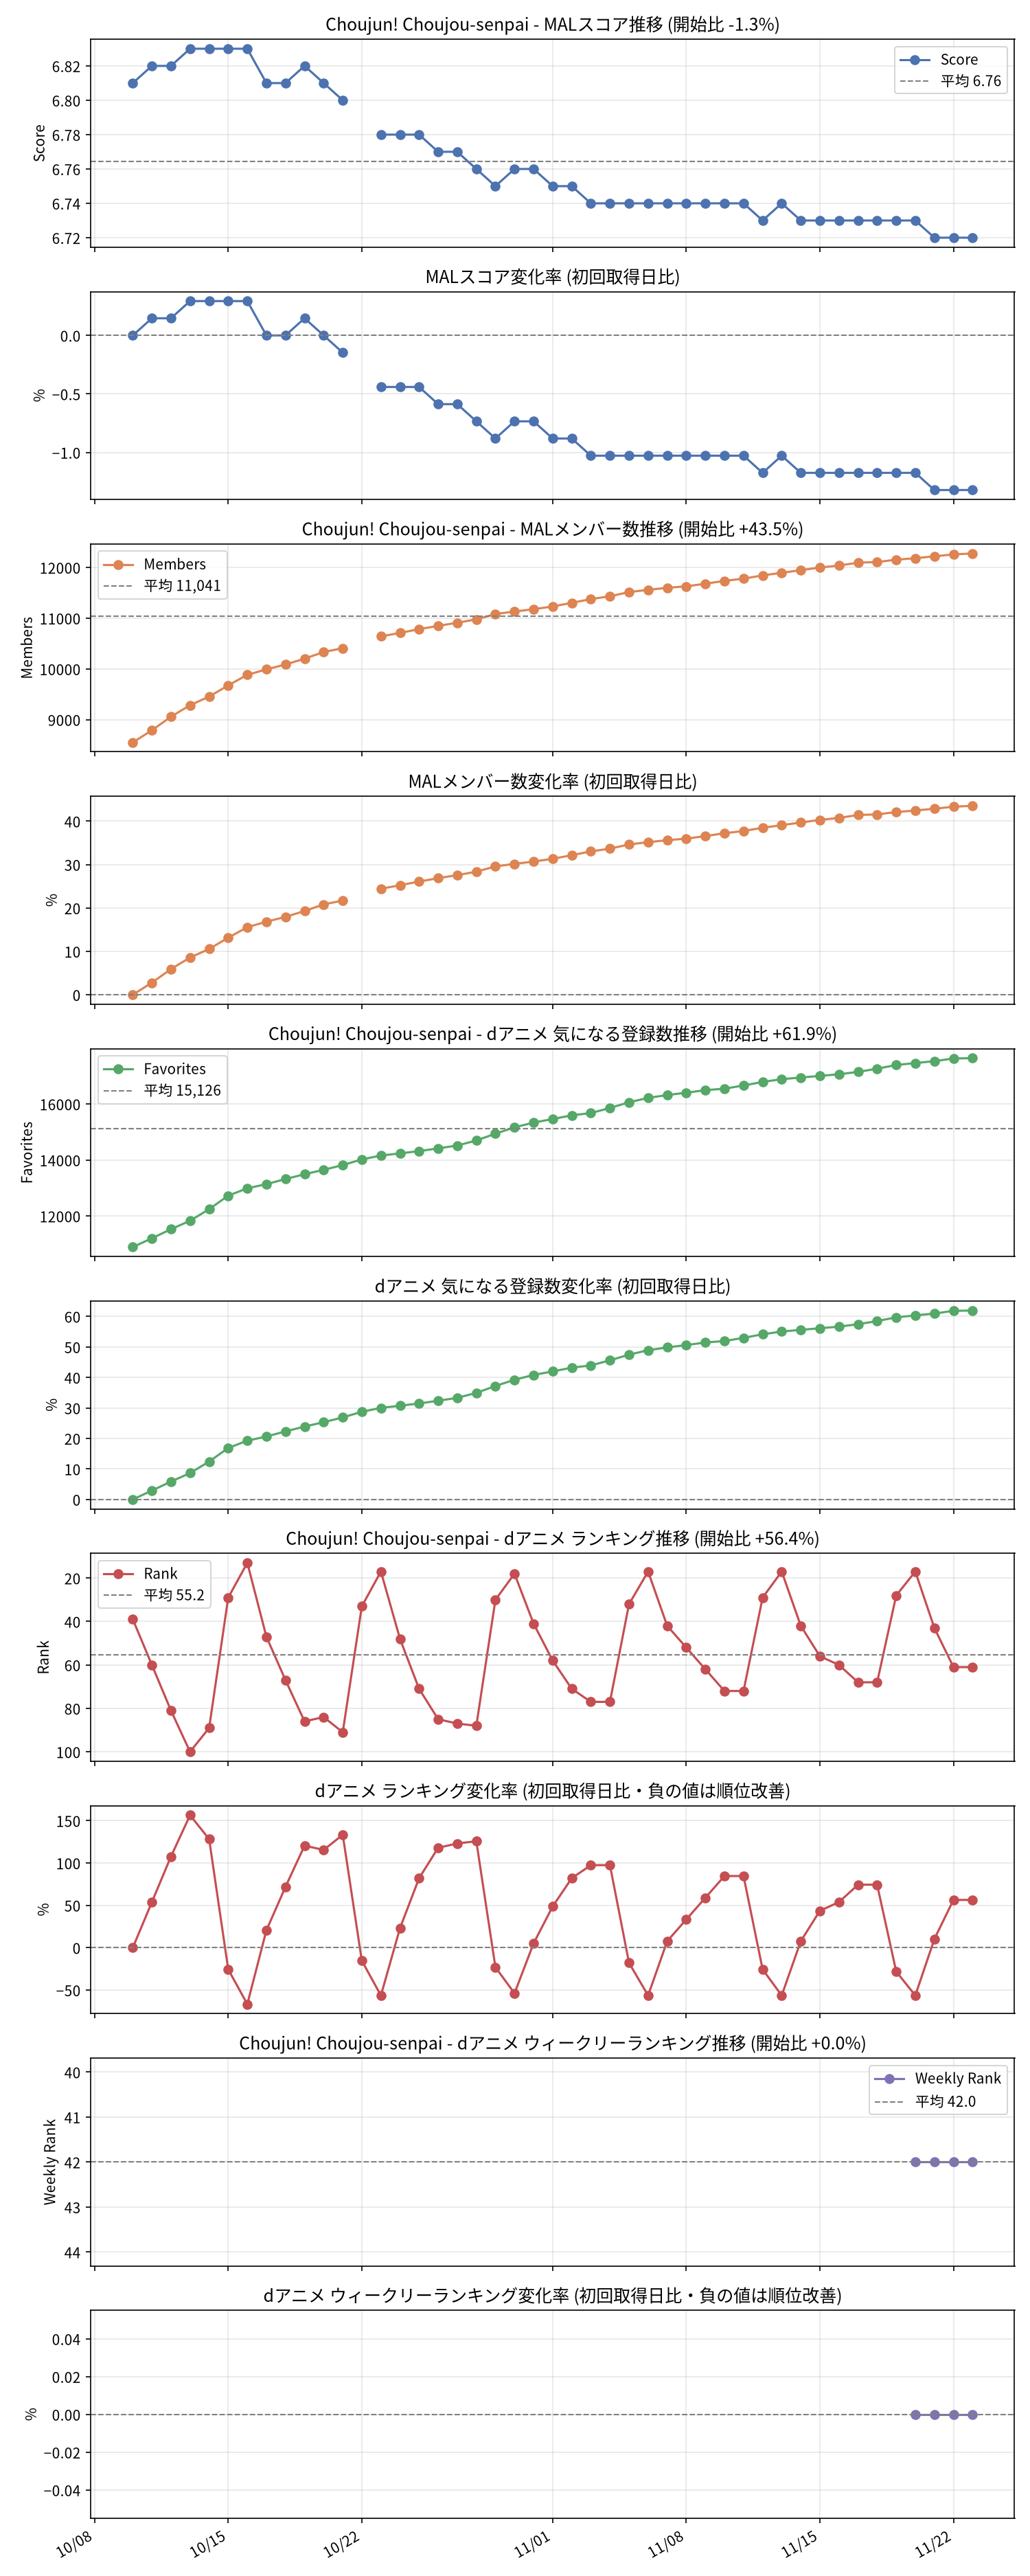 Choujun! Choujou-senpai - MALスコア推移 (開始比 -1.3%)
Score
6.82
6.80
6.78
6.76
6.74
6.72
Score
平均 6.76
MALスコア変化率 (初回取得日比)
%
0.0
−0.5
−1.0
Choujun! Choujou-senpai - MALメンバー数推移 (開始比 +43.5%)
Members
12000
11000
10000
9000
Members
平均 11,041
MALメンバー数変化率 (初回取得日比)
%
40
30
20
10
0
Choujun! Choujou-senpai - dアニメ 気になる登録数推移 (開始比 +61.9%)
Favorites
16000
14000
12000
Favorites
平均 15,126
dアニメ 気になる登録数変化率 (初回取得日比)
%
60
50
40
30
20
10
0
Choujun! Choujou-senpai - dアニメ ランキング推移 (開始比 +56.4%)
Rank
20
40
60
80
100
Rank
平均 55.2
dアニメ ランキング変化率 (初回取得日比・負の値は順位改善)
%
150
100
50
0
−50
Choujun! Choujou-senpai - dアニメ ウィークリーランキング推移 (開始比 +0.0%)
Weekly Rank
40
41
42
43
44
Weekly Rank
平均 42.0
dアニメ ウィークリーランキング変化率 (初回取得日比・負の値は順位改善)
%
0.04
0.02
0.00
−0.02
−0.04
10/08
10/15
10/22
11/01
11/08
11/15
11/22